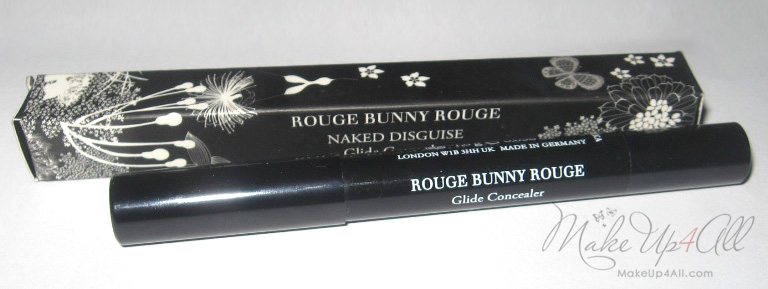 ROUGE BUNNY ROUGE
NAKED DISGUISE
Glide
LONDON W1B 3HH UK MADE IN GERMANY
ROUGE BUNNY ROUGE
Glide Concealer
MakeUp4All
MakeUp4All.com